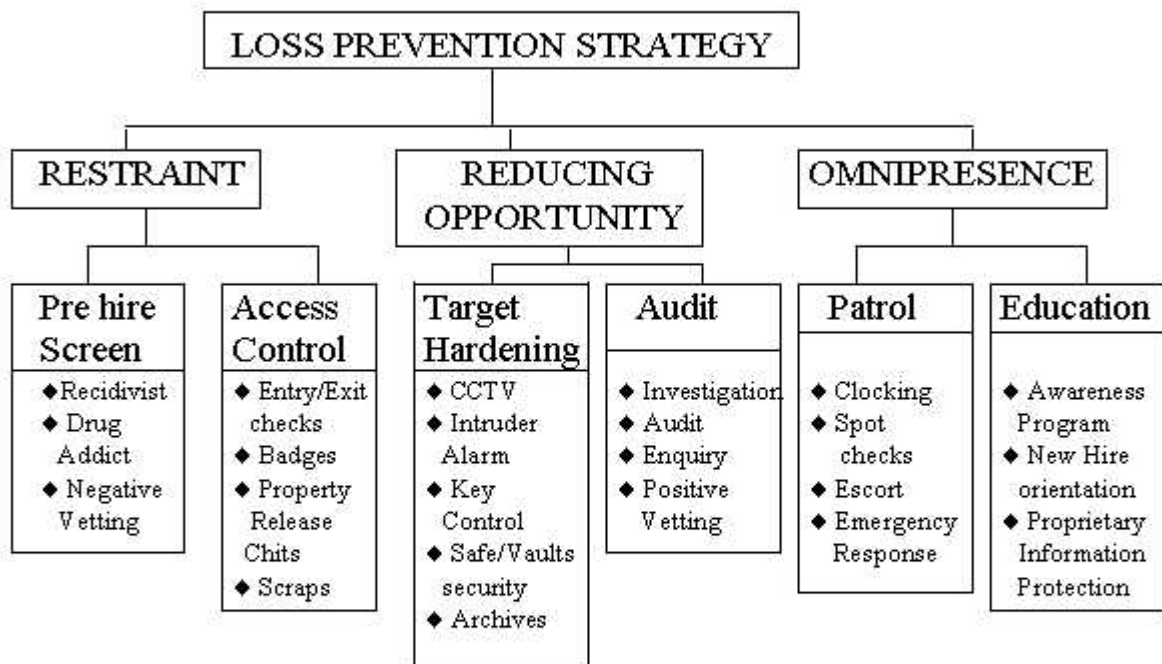 LOSS PREVENTION STRATEGY
RESTRAINT
REDUCING
OPPORTUNITY
OMNIPRESENCE
Pre hire
Screen
◆Recidivist
◆ Drug
Addict
◆ Negative
Vetting
Access
Control
◆ Entry/Exit
checks
◆ Badges
◆ Property
Release
Chits
◆ Scraps
Target
Hardening
◆ CCTV
◆ Intruder
Alarm
◆ Key
Control
◆ Safe/Vaults
security
◆ Archives
Audit
◆ Investigation
◆ Audit
◆ Enquiry
◆ Positive
Vetting
Patrol
◆ Clocking
◆ Spot
checks
◆ Escort
◆ Emergency
Response
Education
◆ Awareness
Program
◆ New Hire
orientation
◆ Proprietary
Information
Protection